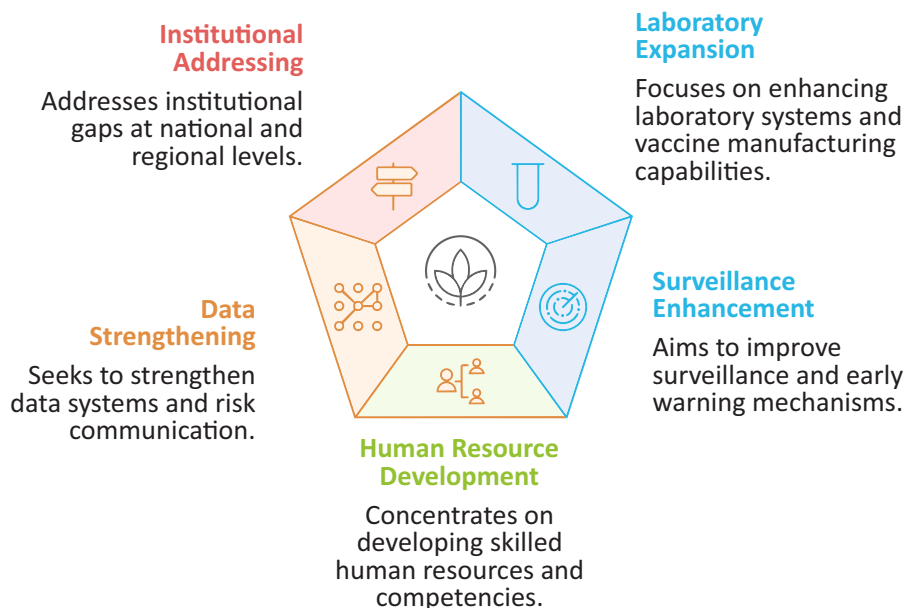 Institutional
Addressing
Addresses institutional
gaps at national and
regional levels.
Laboratory
Expansion
Focuses on enhancing
laboratory systems and
vaccine manufacturing
capabilities.
Data
Strengthening
Seeks to strengthen
data systems and risk
communication.
Surveillance
Enhancement
Aims to improve
surveillance and early
warning mechanisms.
Human Resource
Development
Concentrates on
developing skilled
human resources and
competencies.